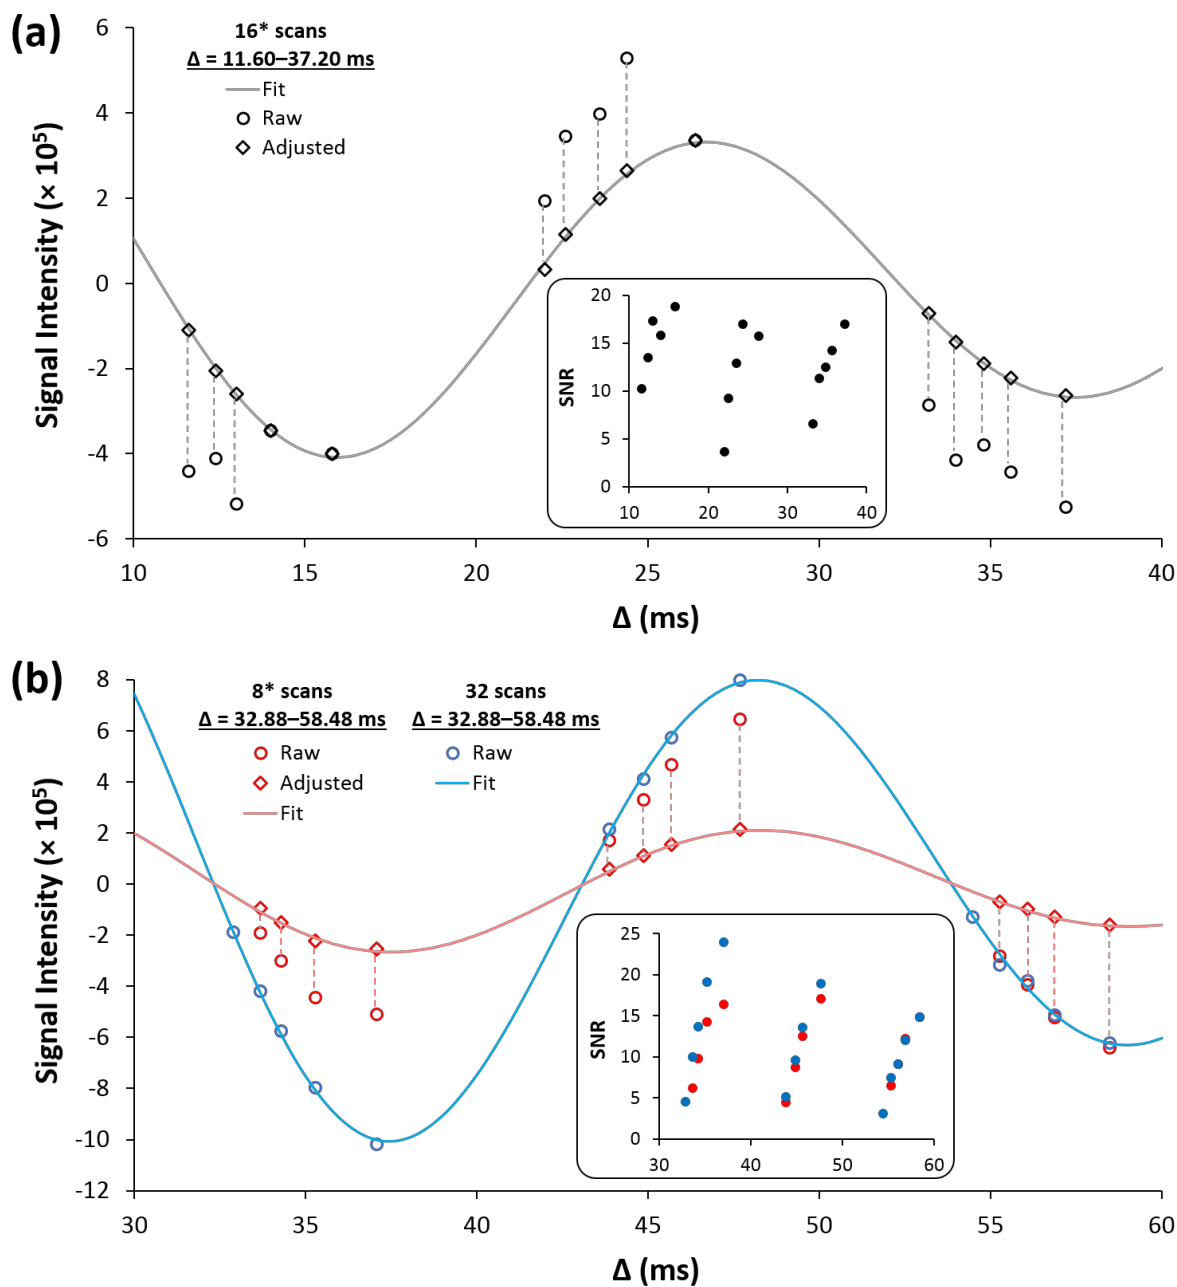 (a)
16* scans
Δ = 11.60–37.20 ms
Fit
Raw
Adjusted
Signal Intensity (× 10⁵)
6
4
2
0
-2
-4
-6
10 15 20 25 30 35 40
Δ (ms)
SNR
20
15
10
5
0
10 20 30 40
(b)
8* scans
Δ = 32.88–58.48 ms
Raw
Adjusted
Fit
32 scans
Δ = 32.88–58.48 ms
Raw
Fit
Signal Intensity (× 10⁵)
8
6
4
2
0
-2
-4
-6
-8
-10
-12
30 35 40 45 50 55 60
Δ (ms)
SNR
25
20
15
10
5
0
30 40 50 60